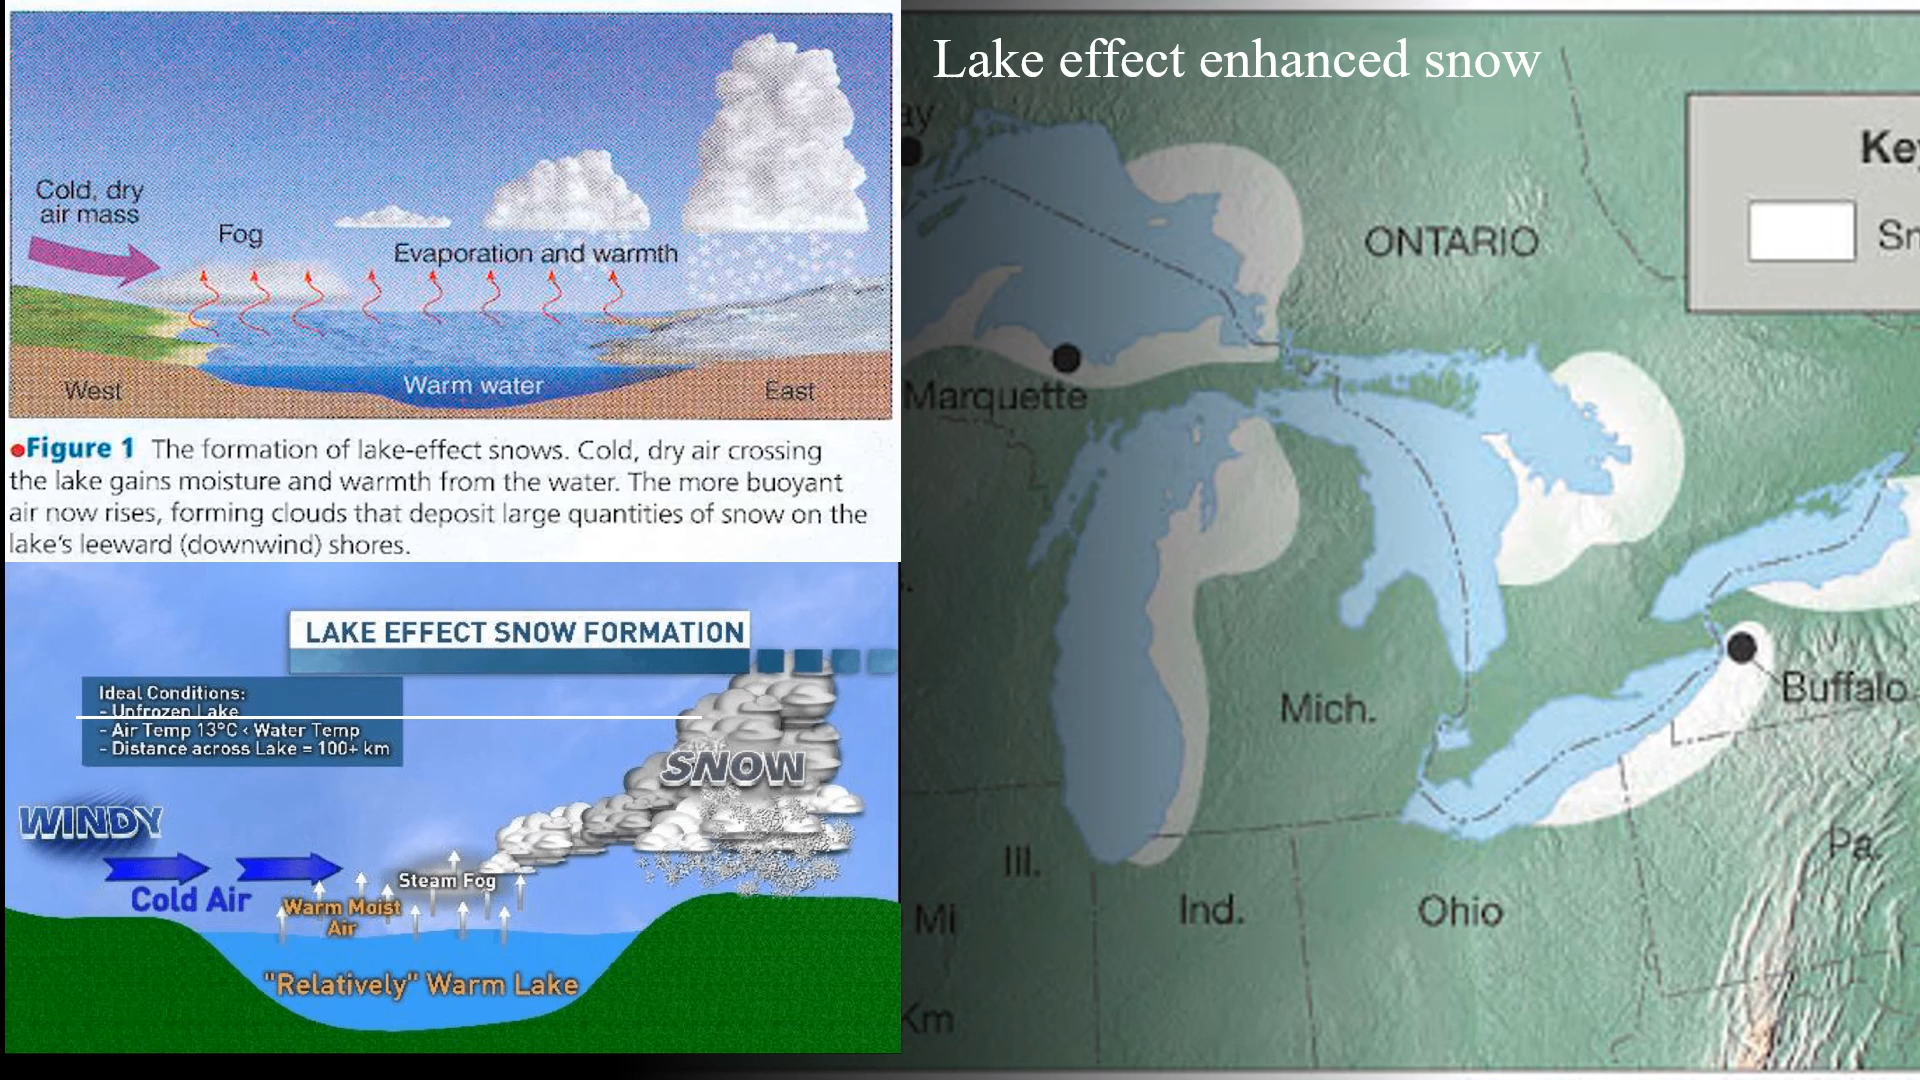 Lake effect enhanced snow
Cold, dry
air mass
Fog
Evaporation and warmth
West
Warm water
East
•Figure 1 The formation of lake-effect snows. Cold, dry air crossing
the lake gains moisture and warmth from the water. The more buoyant
air now rises, forming clouds that deposit large quantities of snow on the
lake's leeward (downwind) shores.
LAKE EFFECT SNOW FORMATION
Ideal Conditions:
- Unfrozen Lake
- Air Temp 13°C < Water Temp
- Distance across Lake = 100+ km
WINDY
SNOW
Cold Air
Steam Fog
Warm Moist
Air
"Relatively" Warm Lake
ay
Key
Sn
ONTARIO
Marquette
Buffalo
Mich.
Ill.
Pa.
Mi
Ind.
Ohio
Km